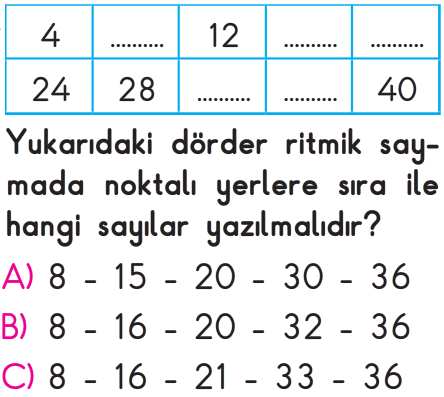 4 .......... 12 .......... ..........
24 28 .......... .......... 40
Yukarıdaki dörder ritmik say-
mada noktalı yerlere sıra ile
hangi sayılar yazılmalıdır?
A) 8 - 15 - 20 - 30 - 36
B) 8 - 16 - 20 - 32 - 36
C) 8 - 16 - 21 - 33 - 36